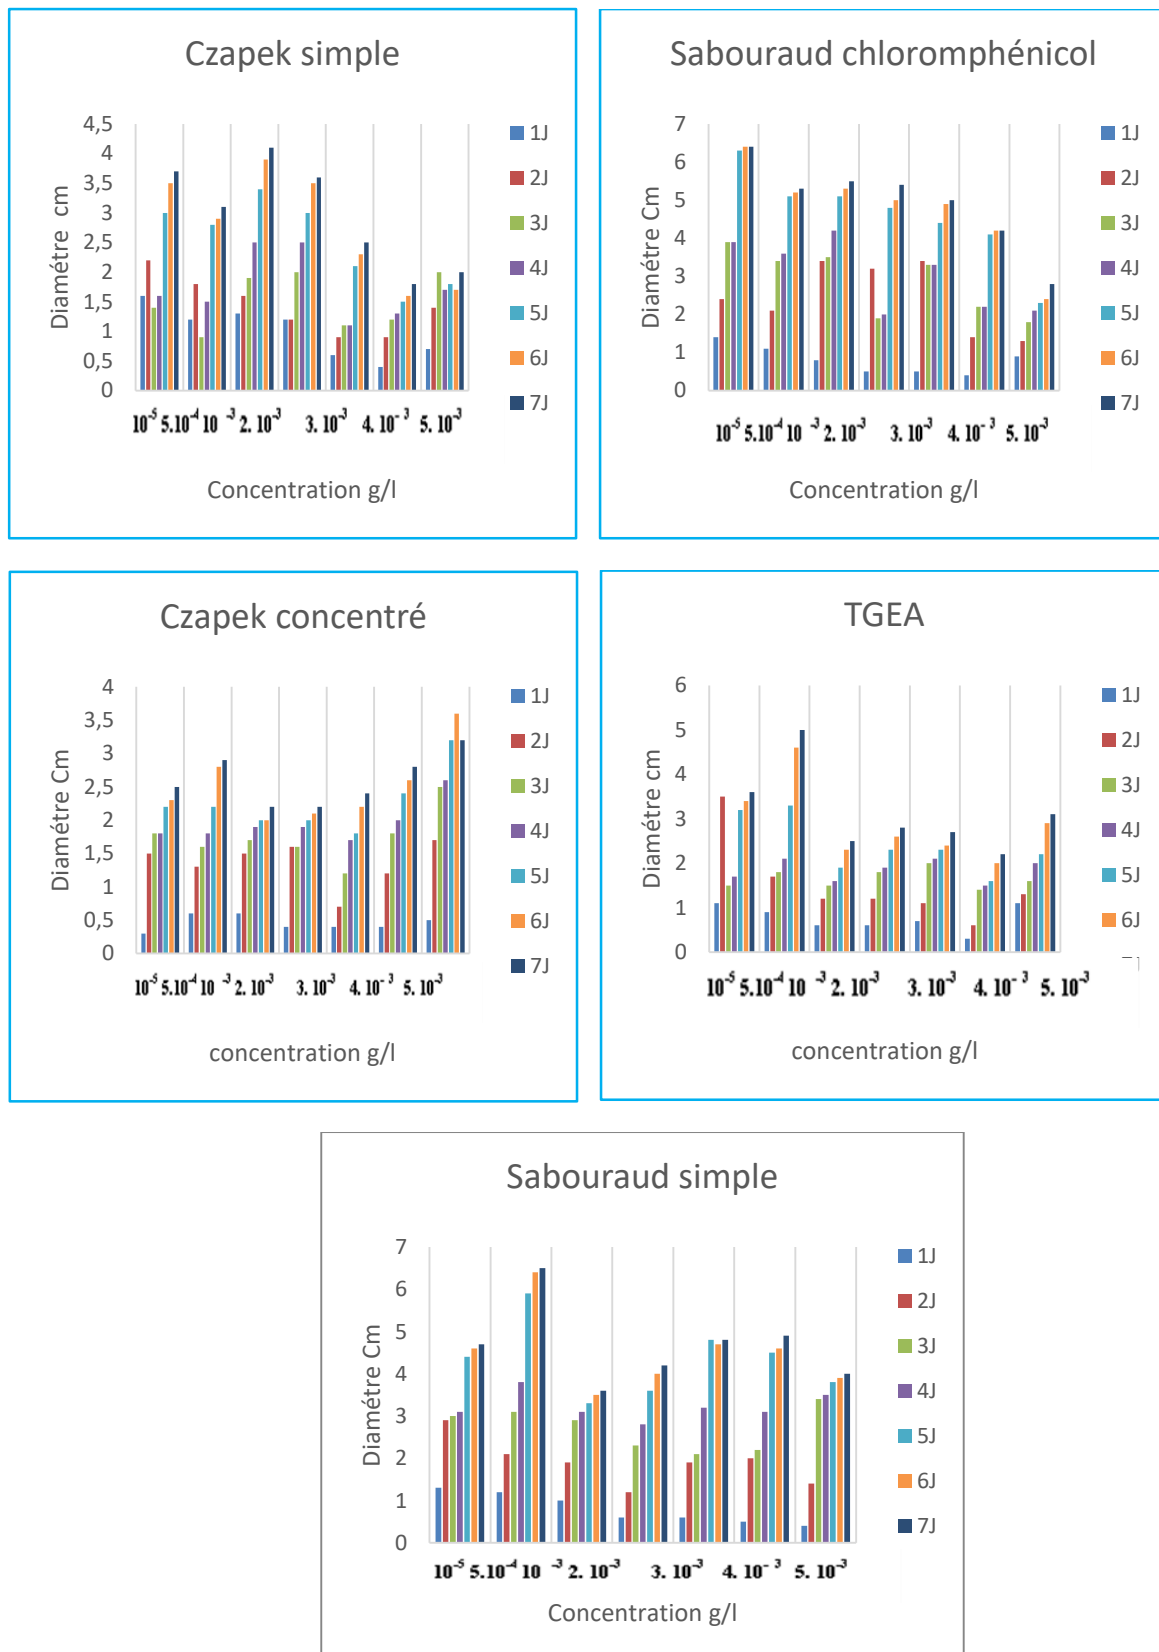 Czapek simple
4,5
4
3,5
3
2,5
2
1,5
1
0,5
0
Diamétre cm
1J
2J
3J
4J
5J
6J
7J
10⁻⁵ 5.10⁻⁴ 10 ⁻³ 2. 10⁻³ 3. 10⁻³ 4. 10⁻ ³ 5. 10⁻³
Concentration g/l
Sabouraud chloromphénicol
7
6
5
4
3
2
1
0
Diamétre Cm
1J
2J
3J
4J
5J
6J
7J
10⁻⁵ 5.10⁻⁴ 10 ⁻³ 2. 10⁻³ 3. 10⁻³ 4. 10⁻ ³ 5. 10⁻³
Concentration g/l
Czapek concentré
4
3,5
3
2,5
2
1,5
1
0,5
0
Diamétre Cm
1J
2J
3J
4J
5J
6J
7J
10⁻⁵ 5.10⁻⁴ 10 ⁻³ 2. 10⁻³ 3. 10⁻³ 4. 10⁻ ³ 5. 10⁻³
concentration g/l
TGEA
6
5
4
3
2
1
0
Diamétre cm
1J
2J
3J
4J
5J
6J
10⁻⁵ 5.10⁻⁴ 10 ⁻³ 2. 10⁻³ 3. 10⁻³ 4. 10⁻ ³ 5. 10⁻³
concentration g/l
Sabouraud simple
7
6
5
4
3
2
1
0
Diamétre Cm
1J
2J
3J
4J
5J
6J
7J
10⁻⁵ 5.10⁻⁴ 10 ⁻³ 2. 10⁻³ 3. 10⁻³ 4. 10⁻ ³ 5. 10⁻³
Concentration g/l